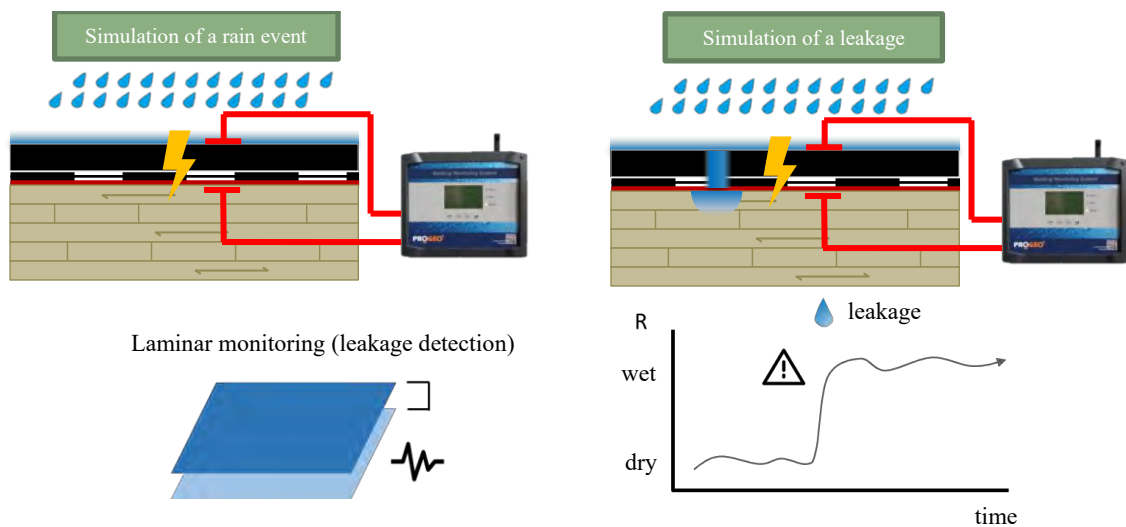 Simulation of a rain event
Simulation of a leakage
PROGEO
PROGEO
Laminar monitoring (leakage detection)
leakage
R
wet
dry
time